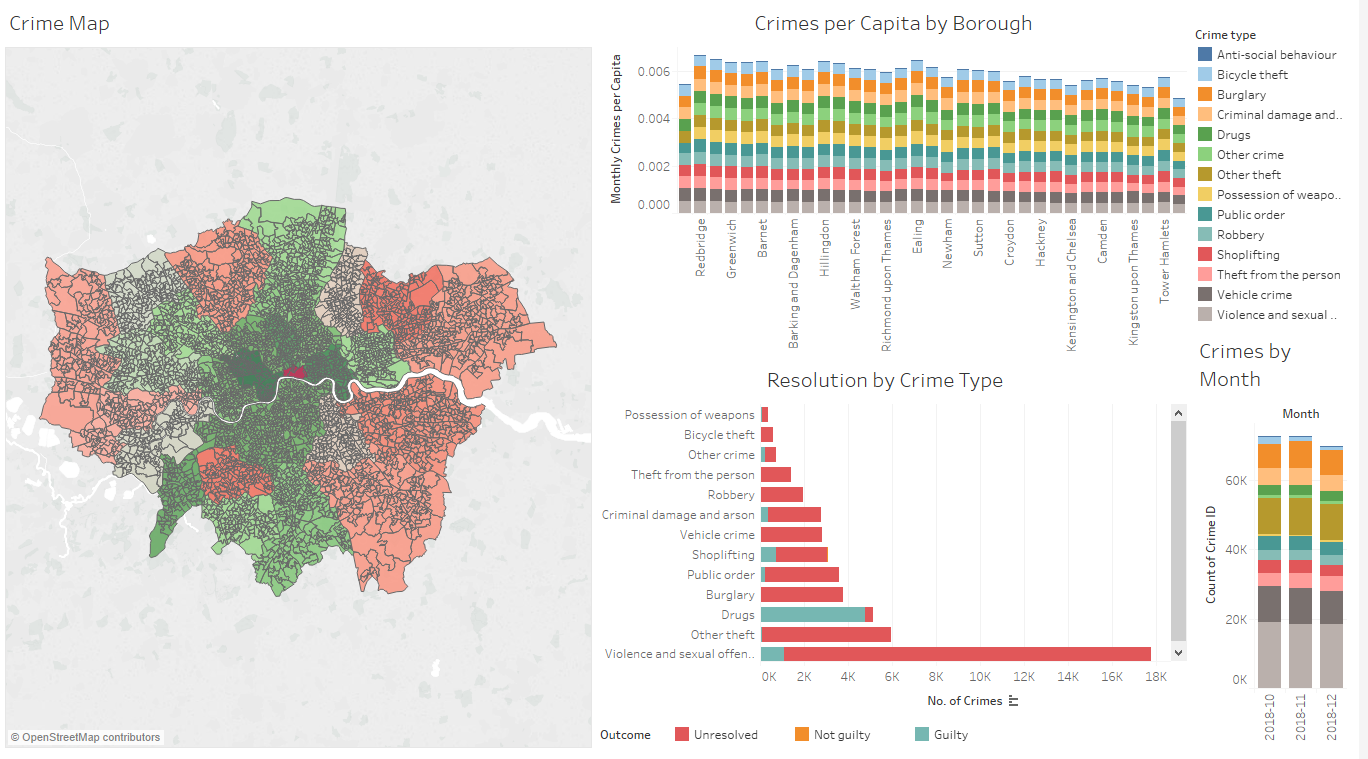 Crime Map
© OpenStreetMap contributors
Crimes per Capita by Borough
Monthly Crimes per Capita
0.006
0.004
0.002
0.000
Redbridge
Greenwich
Barnet
Barking and Dagenham
Hillingdon
Waltham Forest
Richmond upon Thames
Ealing
Newham
Sutton
Croydon
Hackney
Kensington and Chelsea
Camden
Kingston upon Thames
Tower Hamlets
Crime type
Anti-social behaviour
Bicycle theft
Burglary
Criminal damage and..
Drugs
Other crime
Other theft
Possession of weapo..
Public order
Robbery
Shoplifting
Theft from the person
Vehicle crime
Violence and sexual ..
Resolution by Crime Type
Possession of weapons
Bicycle theft
Other crime
Theft from the person
Robbery
Criminal damage and arson
Vehicle crime
Shoplifting
Public order
Burglary
Drugs
Other theft
Violence and sexual offen..
0K 2K 4K 6K 8K 10K 12K 14K 16K 18K
No. of Crimes
Outcome Unresolved Not guilty Guilty
Crimes by
Month
Month
Count of Crime ID
60K
40K
20K
0K
2018-10
2018-11
2018-12